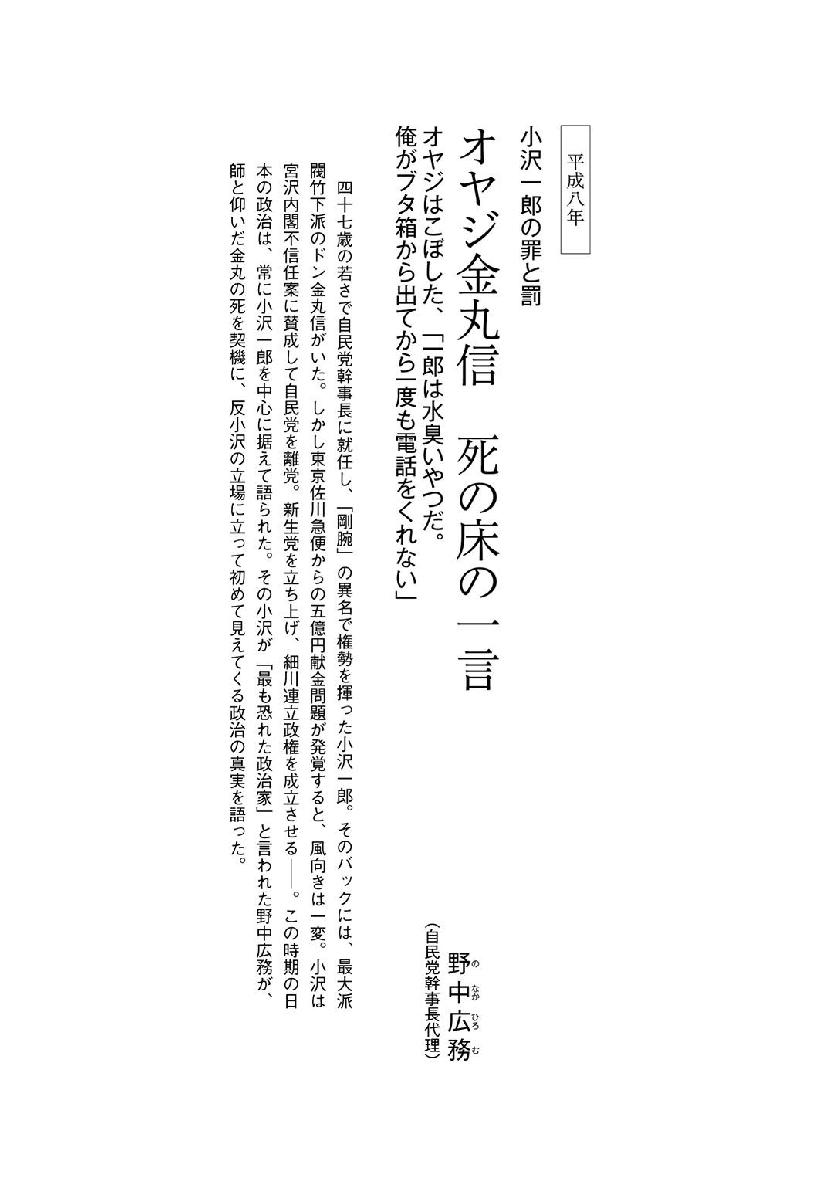 平成八年
小沢一郎の罪と罰
オヤジ金丸信　死の床の一言
オヤジはこぼした、「一郎は水臭いやつだ。
俺がブタ箱から出てから一度も電話をくれない」
野中広務
のなかひろむ
（自民党幹事長代理）
四十七歳の若さで自民党幹事長に就任し、「剛腕」の異名で権勢を揮った小沢一郎。そのバックには、最大派
閥竹下派のドン金丸信がいた。しかし東京佐川急便からの五億円献金問題が発覚すると、風向きは一変。小沢は
宮沢内閣不信任案に賛成して自民党を離党。新生党を立ち上げ、細川連立政権を成立させる――。この時期の日
本の政治は、常に小沢一郎を中心に据えて語られた。その小沢が「最も恐れた政治家」と言われた野中広務が、
師と仰いだ金丸の死を契機に、反小沢の立場に立って初めて見えてくる政治の真実を語った。